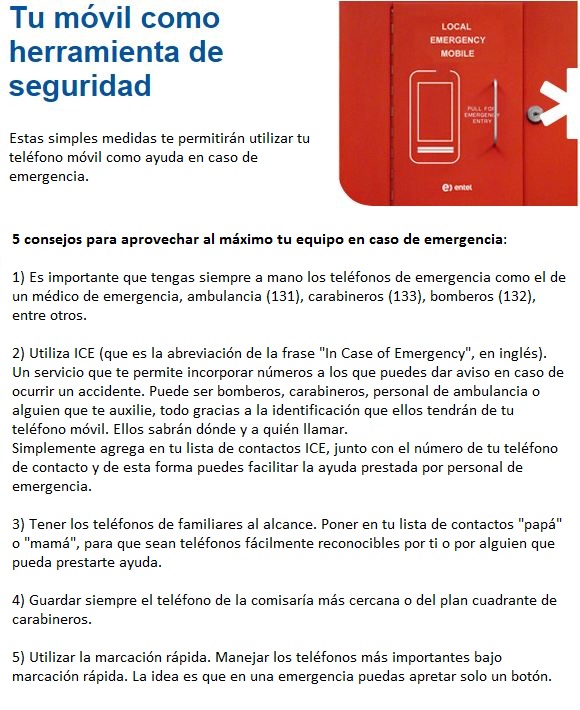 Tu móvil como
herramienta de
seguridad
Estas simples medidas te permitirán utilizar tu
teléfono móvil como ayuda en caso de
emergencia.
LOCAL
EMERGENCY
MOBILE
PULL FOR
EMERGENCY
ENTRY
entel
5 consejos para aprovechar al máximo tu equipo en caso de emergencia:
1) Es importante que tengas siempre a mano los teléfonos de emergencia como el de
un médico de emergencia, ambulancia (131), carabineros (133), bomberos (132),
entre otros.
2) Utiliza ICE (que es la abreviación de la frase "In Case of Emergency", en inglés).
Un servicio que te permite incorporar números a los que puedes dar aviso en caso de
ocurrir un accidente. Puede ser bomberos, carabineros, personal de ambulancia o
alguien que te auxilie, todo gracias a la identificación que ellos tendrán de tu
teléfono móvil. Ellos sabrán dónde y a quién llamar.
Simplemente agrega en tu lista de contactos ICE, junto con el número de tu teléfono
de contacto y de esta forma puedes facilitar la ayuda prestada por personal de
emergencia.
3) Tener los teléfonos de familiares al alcance. Poner en tu lista de contactos "papá"
o "mamá", para que sean teléfonos fácilmente reconocibles por ti o por alguien que
pueda prestarte ayuda.
4) Guardar siempre el teléfono de la comisaría más cercana o del plan cuadrante de
carabineros.
5) Utilizar la marcación rápida. Manejar los teléfonos más importantes bajo
marcación rápida. La idea es que en una emergencia puedas apretar solo un botón.